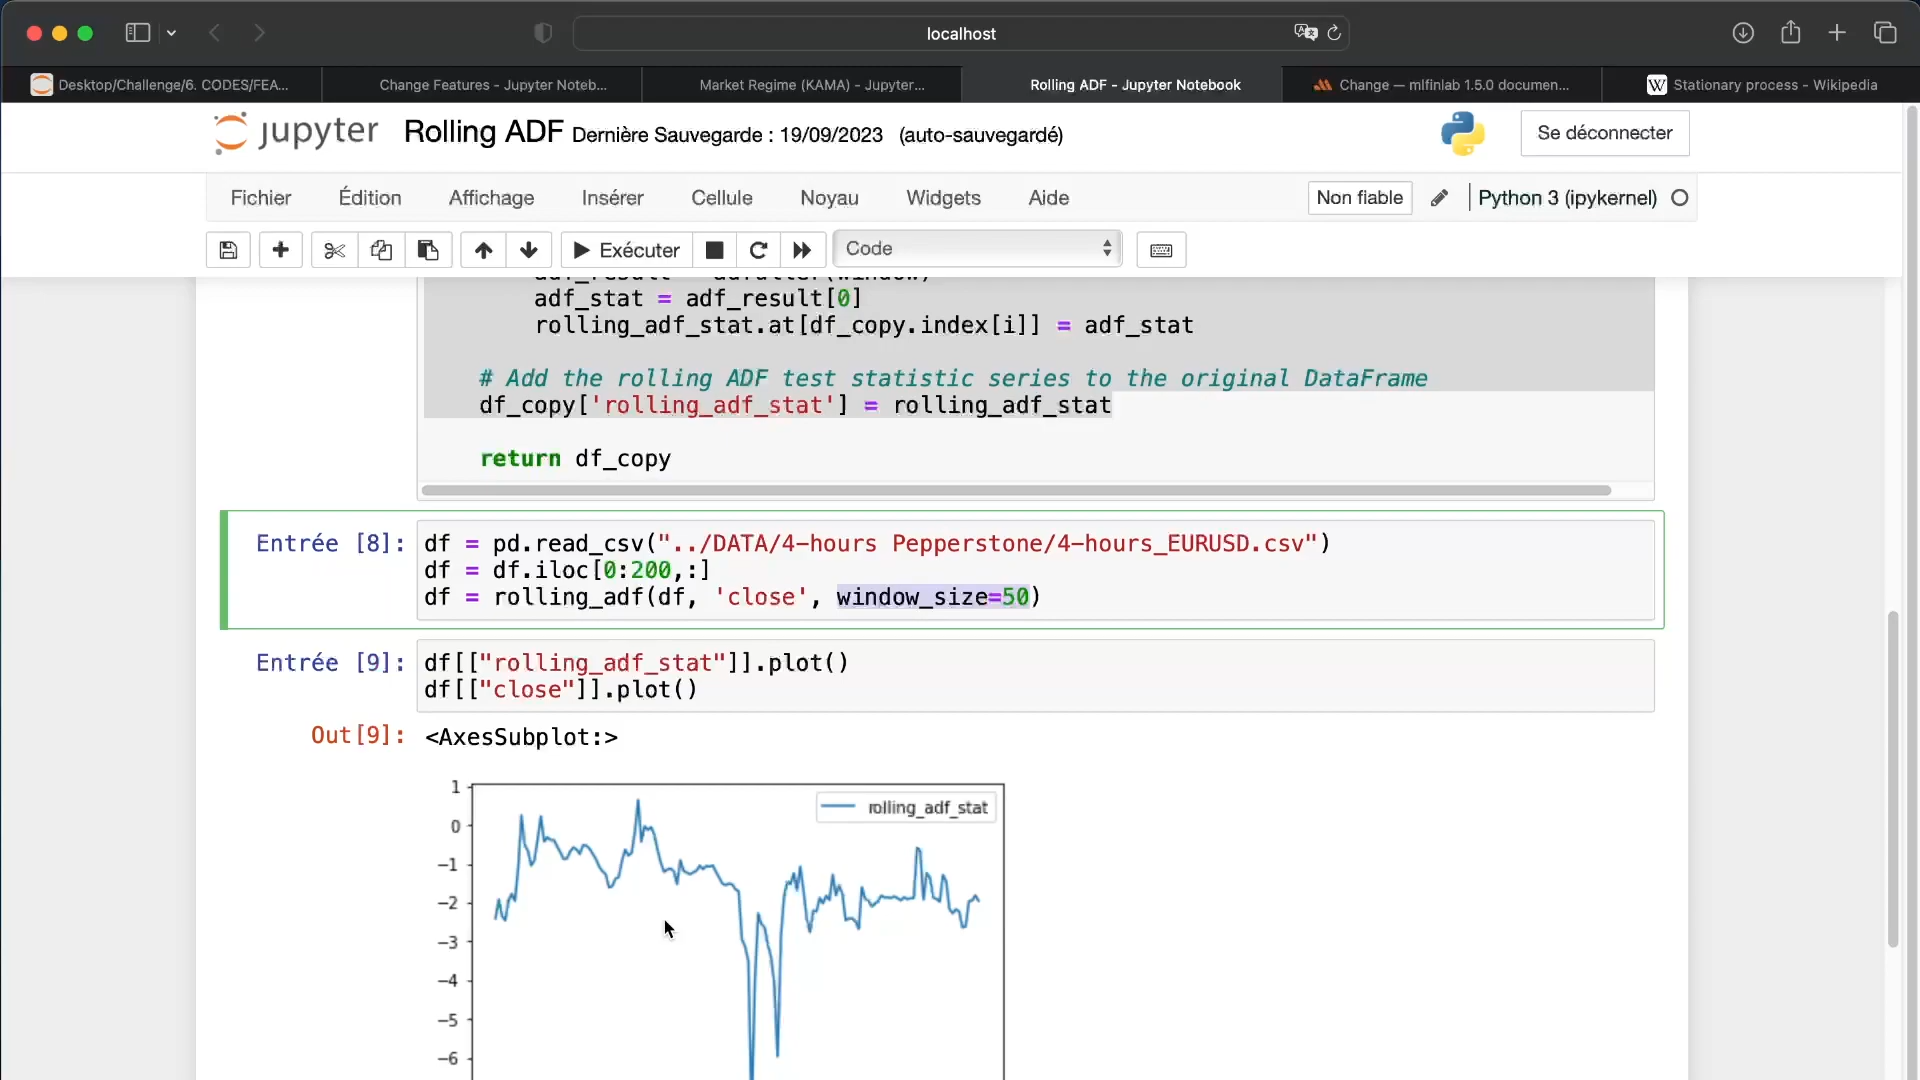 localhost
Desktop/Challenge/6. CODES/FEA...
Change Features - Jupyter Noteb...
Market Regime (KAMA) - Jupyter...
Rolling ADF - Jupyter Notebook
Change — mlfinlab 1.5.0 documen...
Stationary process - Wikipedia
jupyter Rolling ADF Dernière Sauvegarde : 19/09/2023 (auto-sauvegardé)
Se déconnecter
Fichier Édition Affichage Insérer Cellule Noyau Widgets Aide
Non fiable
Python 3 (ipykernel)
Exécuter
Code
adf_stat = adf_result[0]
rolling_adf_stat.at[df_copy.index[i]] = adf_stat
# Add the rolling ADF test statistic series to the original DataFrame
df_copy['rolling_adf_stat'] = rolling_adf_stat
return df_copy
Entrée [8]: df = pd.read_csv("../DATA/4-hours Pepperstone/4-hours_EURUSD.csv")
df = df.iloc[0:200,:]
df = rolling_adf(df, 'close', window_size=50)
Entrée [9]: df[["rolling_adf_stat"]].plot()
df[["close"]].plot()
Out[9]: <AxesSubplot:>
rolling_adf_stat
1
0
−1
−2
−3
−4
−5
−6